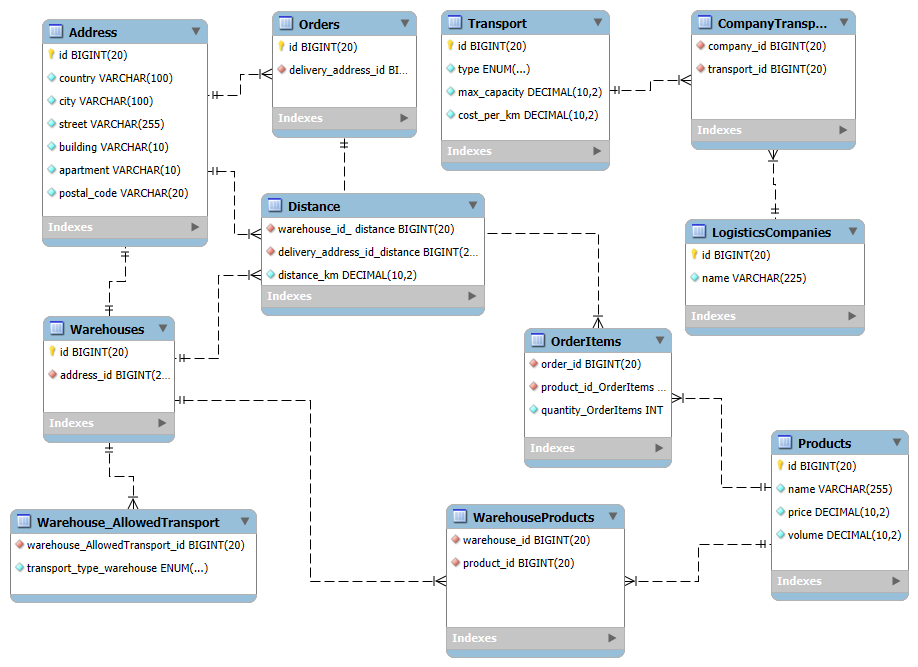 Address
id BIGINT(20)
country VARCHAR(100)
city VARCHAR(100)
street VARCHAR(255)
building VARCHAR(10)
apartment VARCHAR(10)
postal_code VARCHAR(20)
Indexes
Orders
id BIGINT(20)
delivery_address_id BI...
Indexes
Transport
id BIGINT(20)
type ENUM(...)
max_capacity DECIMAL(10,2)
cost_per_km DECIMAL(10,2)
Indexes
CompanyTransp...
company_id BIGINT(20)
transport_id BIGINT(20)
Indexes
Distance
warehouse_id_ distance BIGINT(20)
delivery_address_id_distance BIGINT(2...
distance_km DECIMAL(10,2)
Indexes
LogisticsCompanies
id BIGINT(20)
name VARCHAR(225)
Indexes
Warehouses
id BIGINT(20)
address_id BIGINT(2...
Indexes
OrderItems
order_id BIGINT(20)
product_id_OrderItems ...
quantity_OrderItems INT
Indexes
Products
id BIGINT(20)
name VARCHAR(255)
price DECIMAL(10,2)
volume DECIMAL(10,2)
Indexes
Warehouse_AllowedTransport
warehouse_AllowedTransport_id BIGINT(20)
transport_type_warehouse ENUM(...)
WarehouseProducts
warehouse_id BIGINT(20)
product_id BIGINT(20)
Indexes